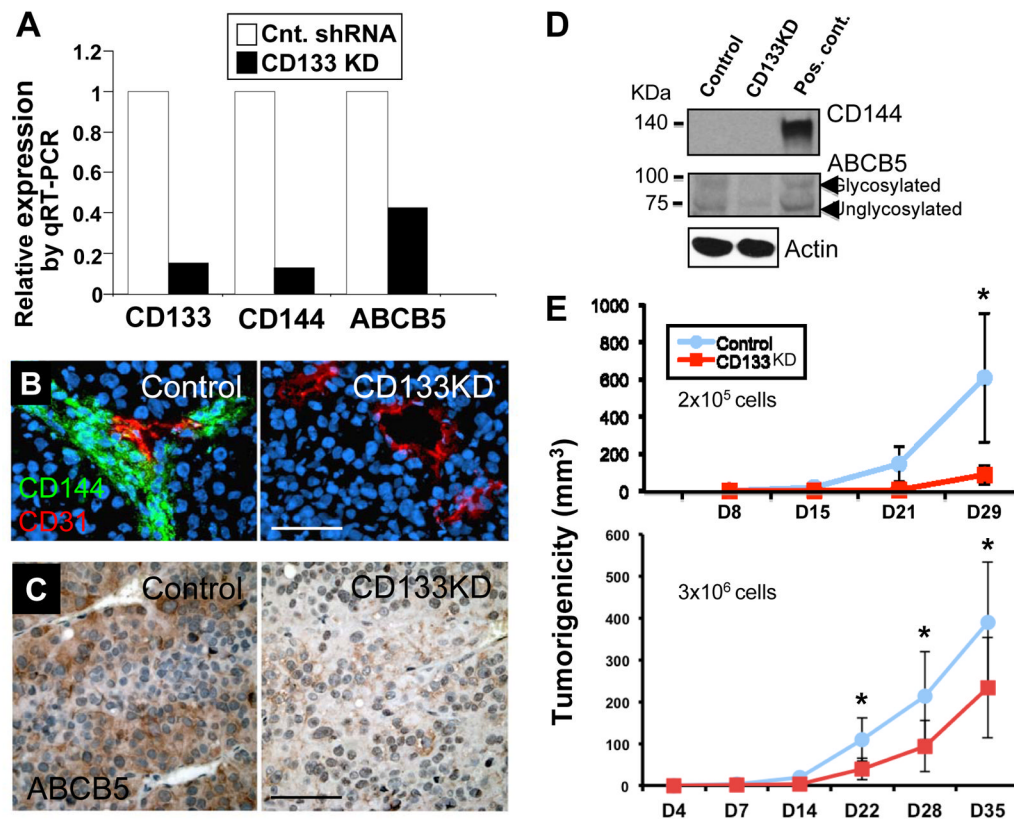 A
Cnt. shRNA
CD133 KD
Relative expression
by qRT-PCR
1.2
1
0.8
0.6
0.4
0.2
0
CD133
CD144
ABCB5
B
Control
CD133KD
CD144
CD31
C
Control
CD133KD
ABCB5
D
Control
CD133KD
Pos. cont.
KDa
140
CD144
ABCB5
100
Glycosylated
75
Unglycosylated
Actin
E
Tumorigenicity (mm³)
1000
800
600
400
200
0
Control
CD133ᴷᴰ
2x10⁵ cells
*
D8
D15
D21
D29
600
500
400
300
200
100
0
3x10⁶ cells
*
*
*
D4
D7
D14
D22
D28
D35